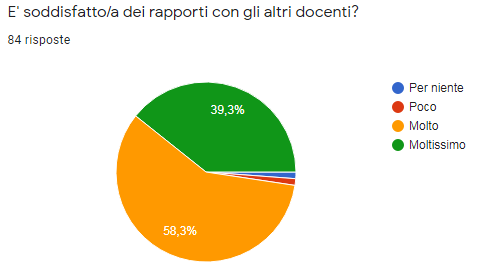 E' soddisfatto/a dei rapporti con gli altri docenti?
84 risposte
39,3%
58,3%
Per niente
Poco
Molto
Moltissimo